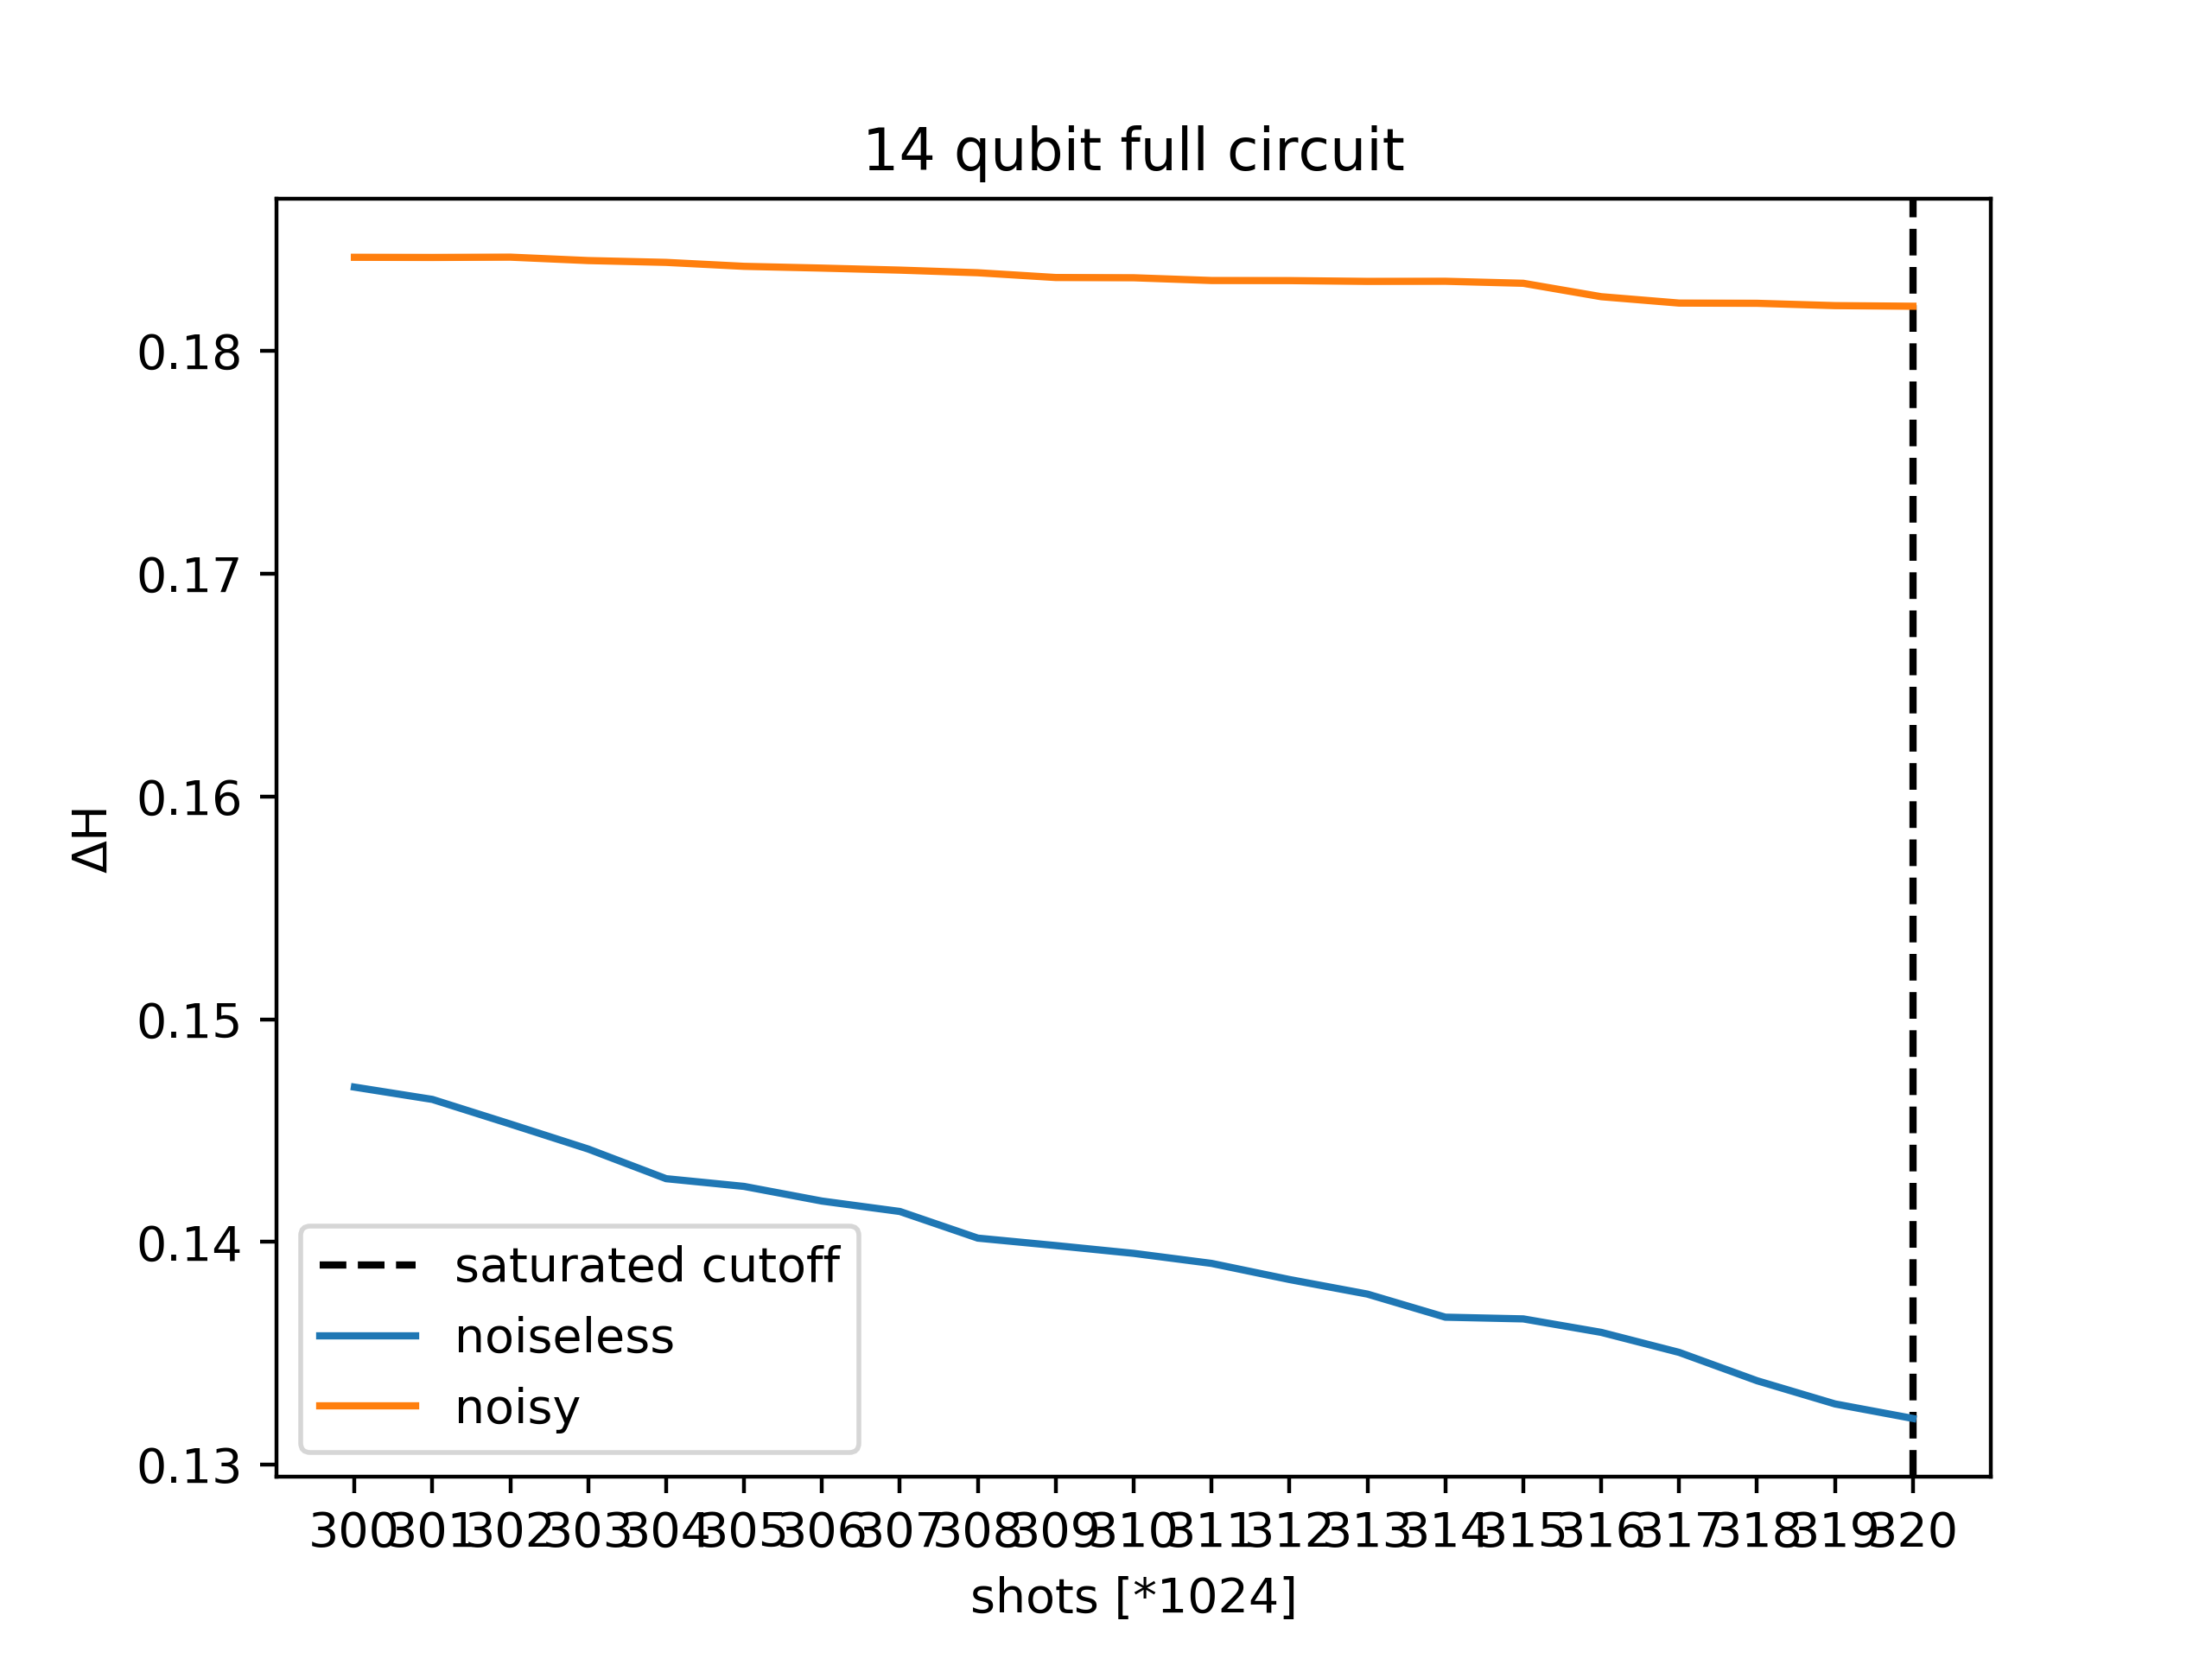 14 qubit full circuit
0.18
0.17
0.16
0.15
0.14
0.13
ΔH
saturated cutoff
noiseless
noisy
300 301 302 303 304 305 306 307 308 309 310 311 312 313 314 315 316 317 318 319 320
shots [*1024]